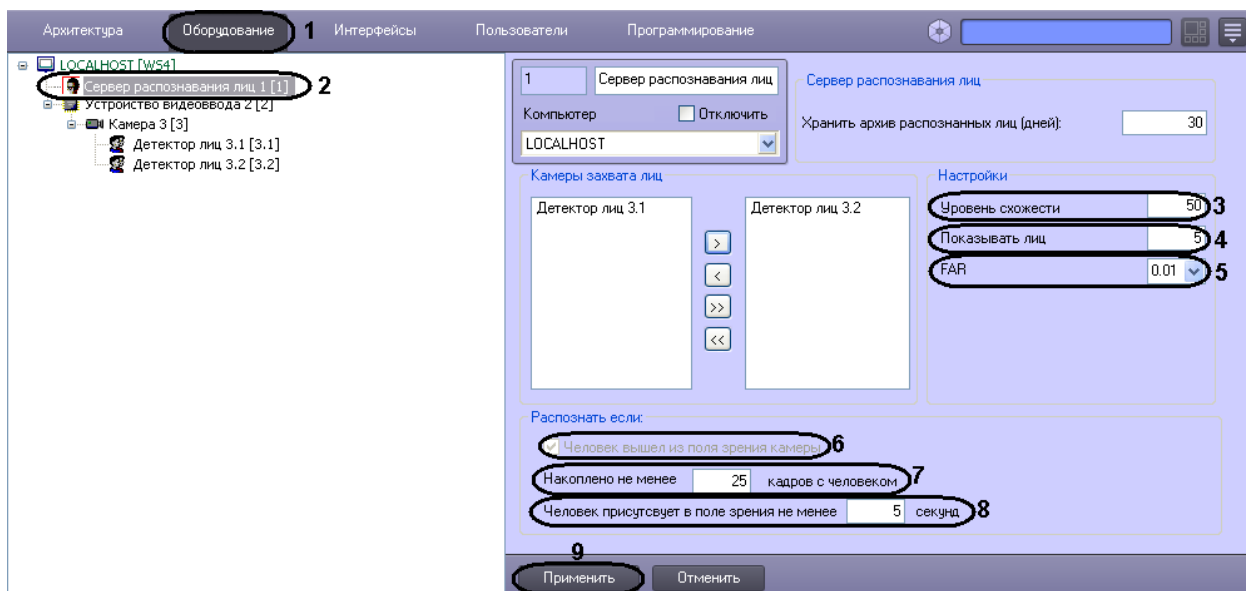 Архитектура Оборудование 1 Интерфейсы Пользователи Программирование
LOCALHOST [WS4]
Сервер распознавания лиц 1 [1] 2
Устройство видеоввода 2 [2]
Камера 3 [3]
Детектор лиц 3.1 [3.1]
Детектор лиц 3.2 [3.2]
1 Сервер распознавания лиц
Компьютер Отключить
LOCALHOST
Сервер распознавания лиц
Хранить архив распознанных лиц (дней): 30
Камеры захвата лиц
Детектор лиц 3.1
Детектор лиц 3.2
>
<
>>
<<
Настройки
Уровень схожести 50 3
Показывать лиц 5 4
FAR 0.01 5
Распознать если:
Человек вышел из поля зрения камеры 6
Накоплено не менее 25 кадров с человеком 7
Человек присутсвует в поле зрения не менее 5 секунд 8
9
Применить Отменить